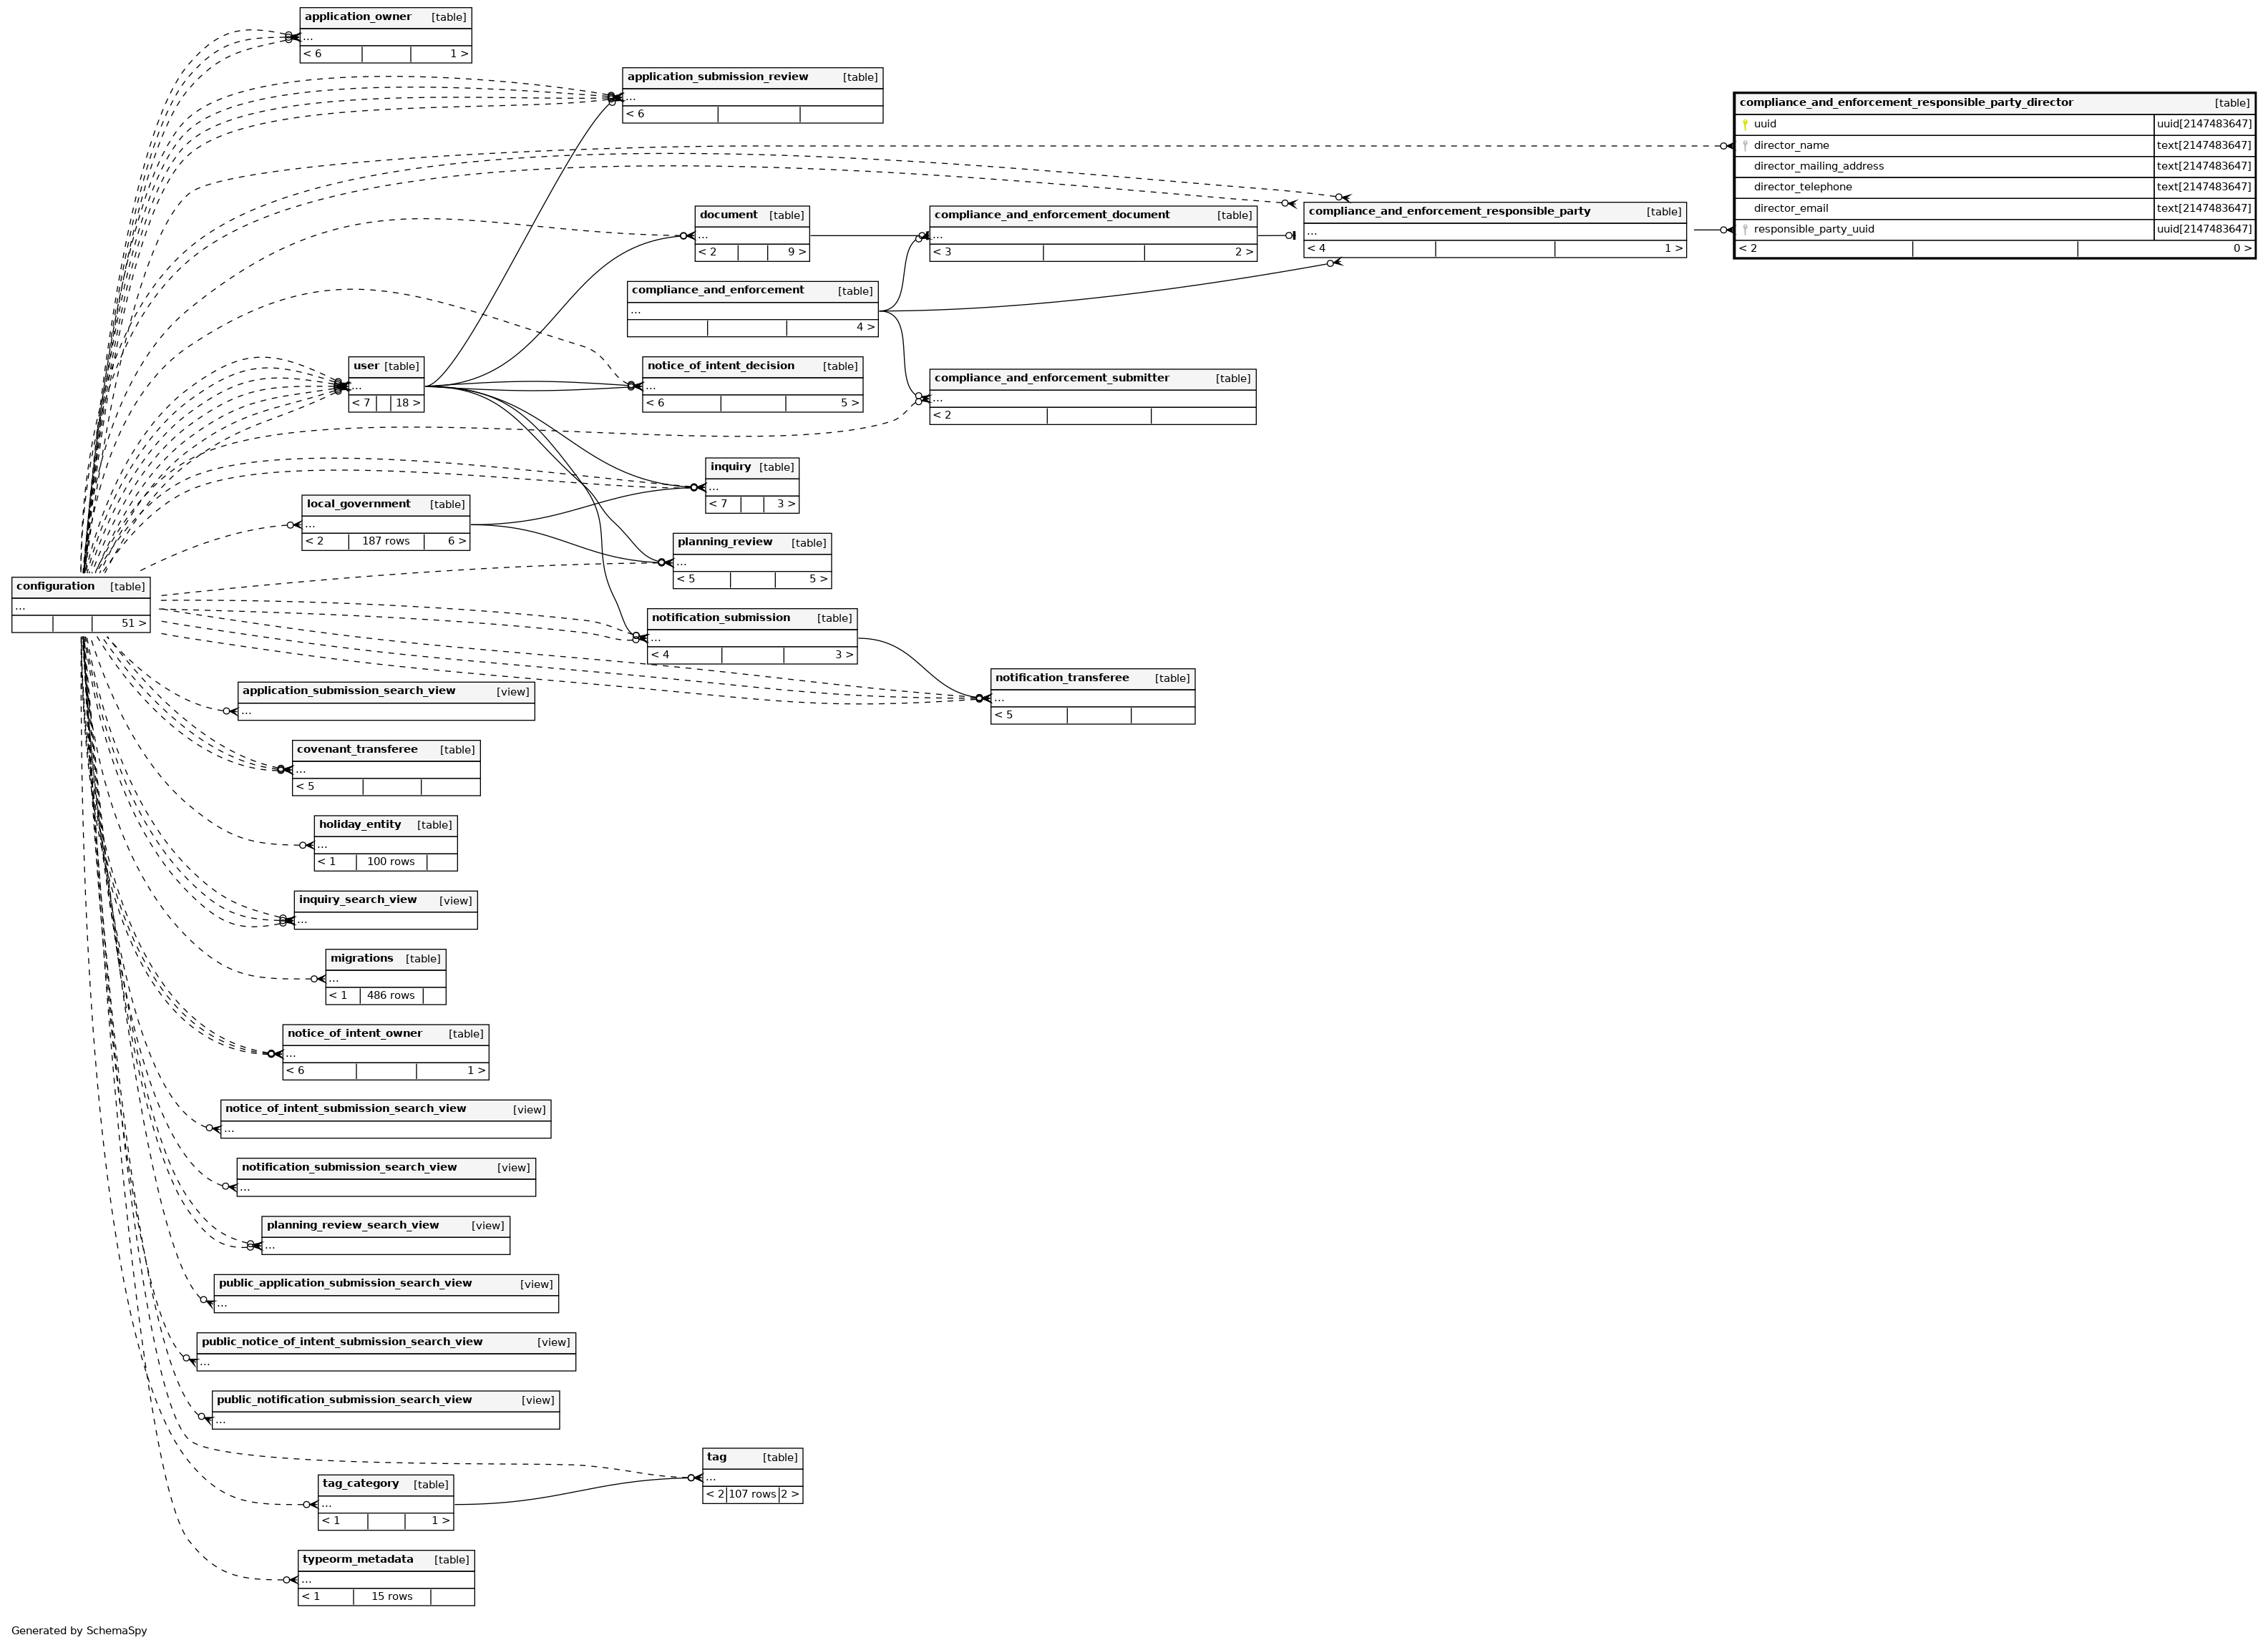 application_owner [table]
...
< 6 1 >
application_submission_review [table]
...
< 6
compliance_and_enforcement_responsible_party_director [table]
uuid uuid[2147483647]
director_name text[2147483647]
director_mailing_address text[2147483647]
director_telephone text[2147483647]
director_email text[2147483647]
responsible_party_uuid uuid[2147483647]
< 2 0 >
document [table]
...
< 2 9 >
compliance_and_enforcement_document [table]
...
< 3 2 >
compliance_and_enforcement_responsible_party [table]
...
< 4 1 >
compliance_and_enforcement [table]
...
4 >
user [table]
...
< 7 18 >
notice_of_intent_decision [table]
...
< 6 5 >
compliance_and_enforcement_submitter [table]
...
< 2
inquiry [table]
...
< 7 3 >
local_government [table]
...
< 2 187 rows 6 >
planning_review [table]
...
< 5 5 >
configuration [table]
...
51 >
notification_submission [table]
...
< 4 3 >
notification_transferee [table]
...
< 5
application_submission_search_view [view]
...
covenant_transferee [table]
...
< 5
holiday_entity [table]
...
< 1 100 rows
inquiry_search_view [view]
...
migrations [table]
...
< 1 486 rows
notice_of_intent_owner [table]
...
< 6 1 >
notice_of_intent_submission_search_view [view]
...
notification_submission_search_view [view]
...
planning_review_search_view [view]
...
public_application_submission_search_view [view]
...
public_notice_of_intent_submission_search_view [view]
...
public_notification_submission_search_view [view]
...
tag [table]
...
< 2 107 rows 2 >
tag_category [table]
...
< 1 1 >
typeorm_metadata [table]
...
< 1 15 rows
Generated by SchemaSpy